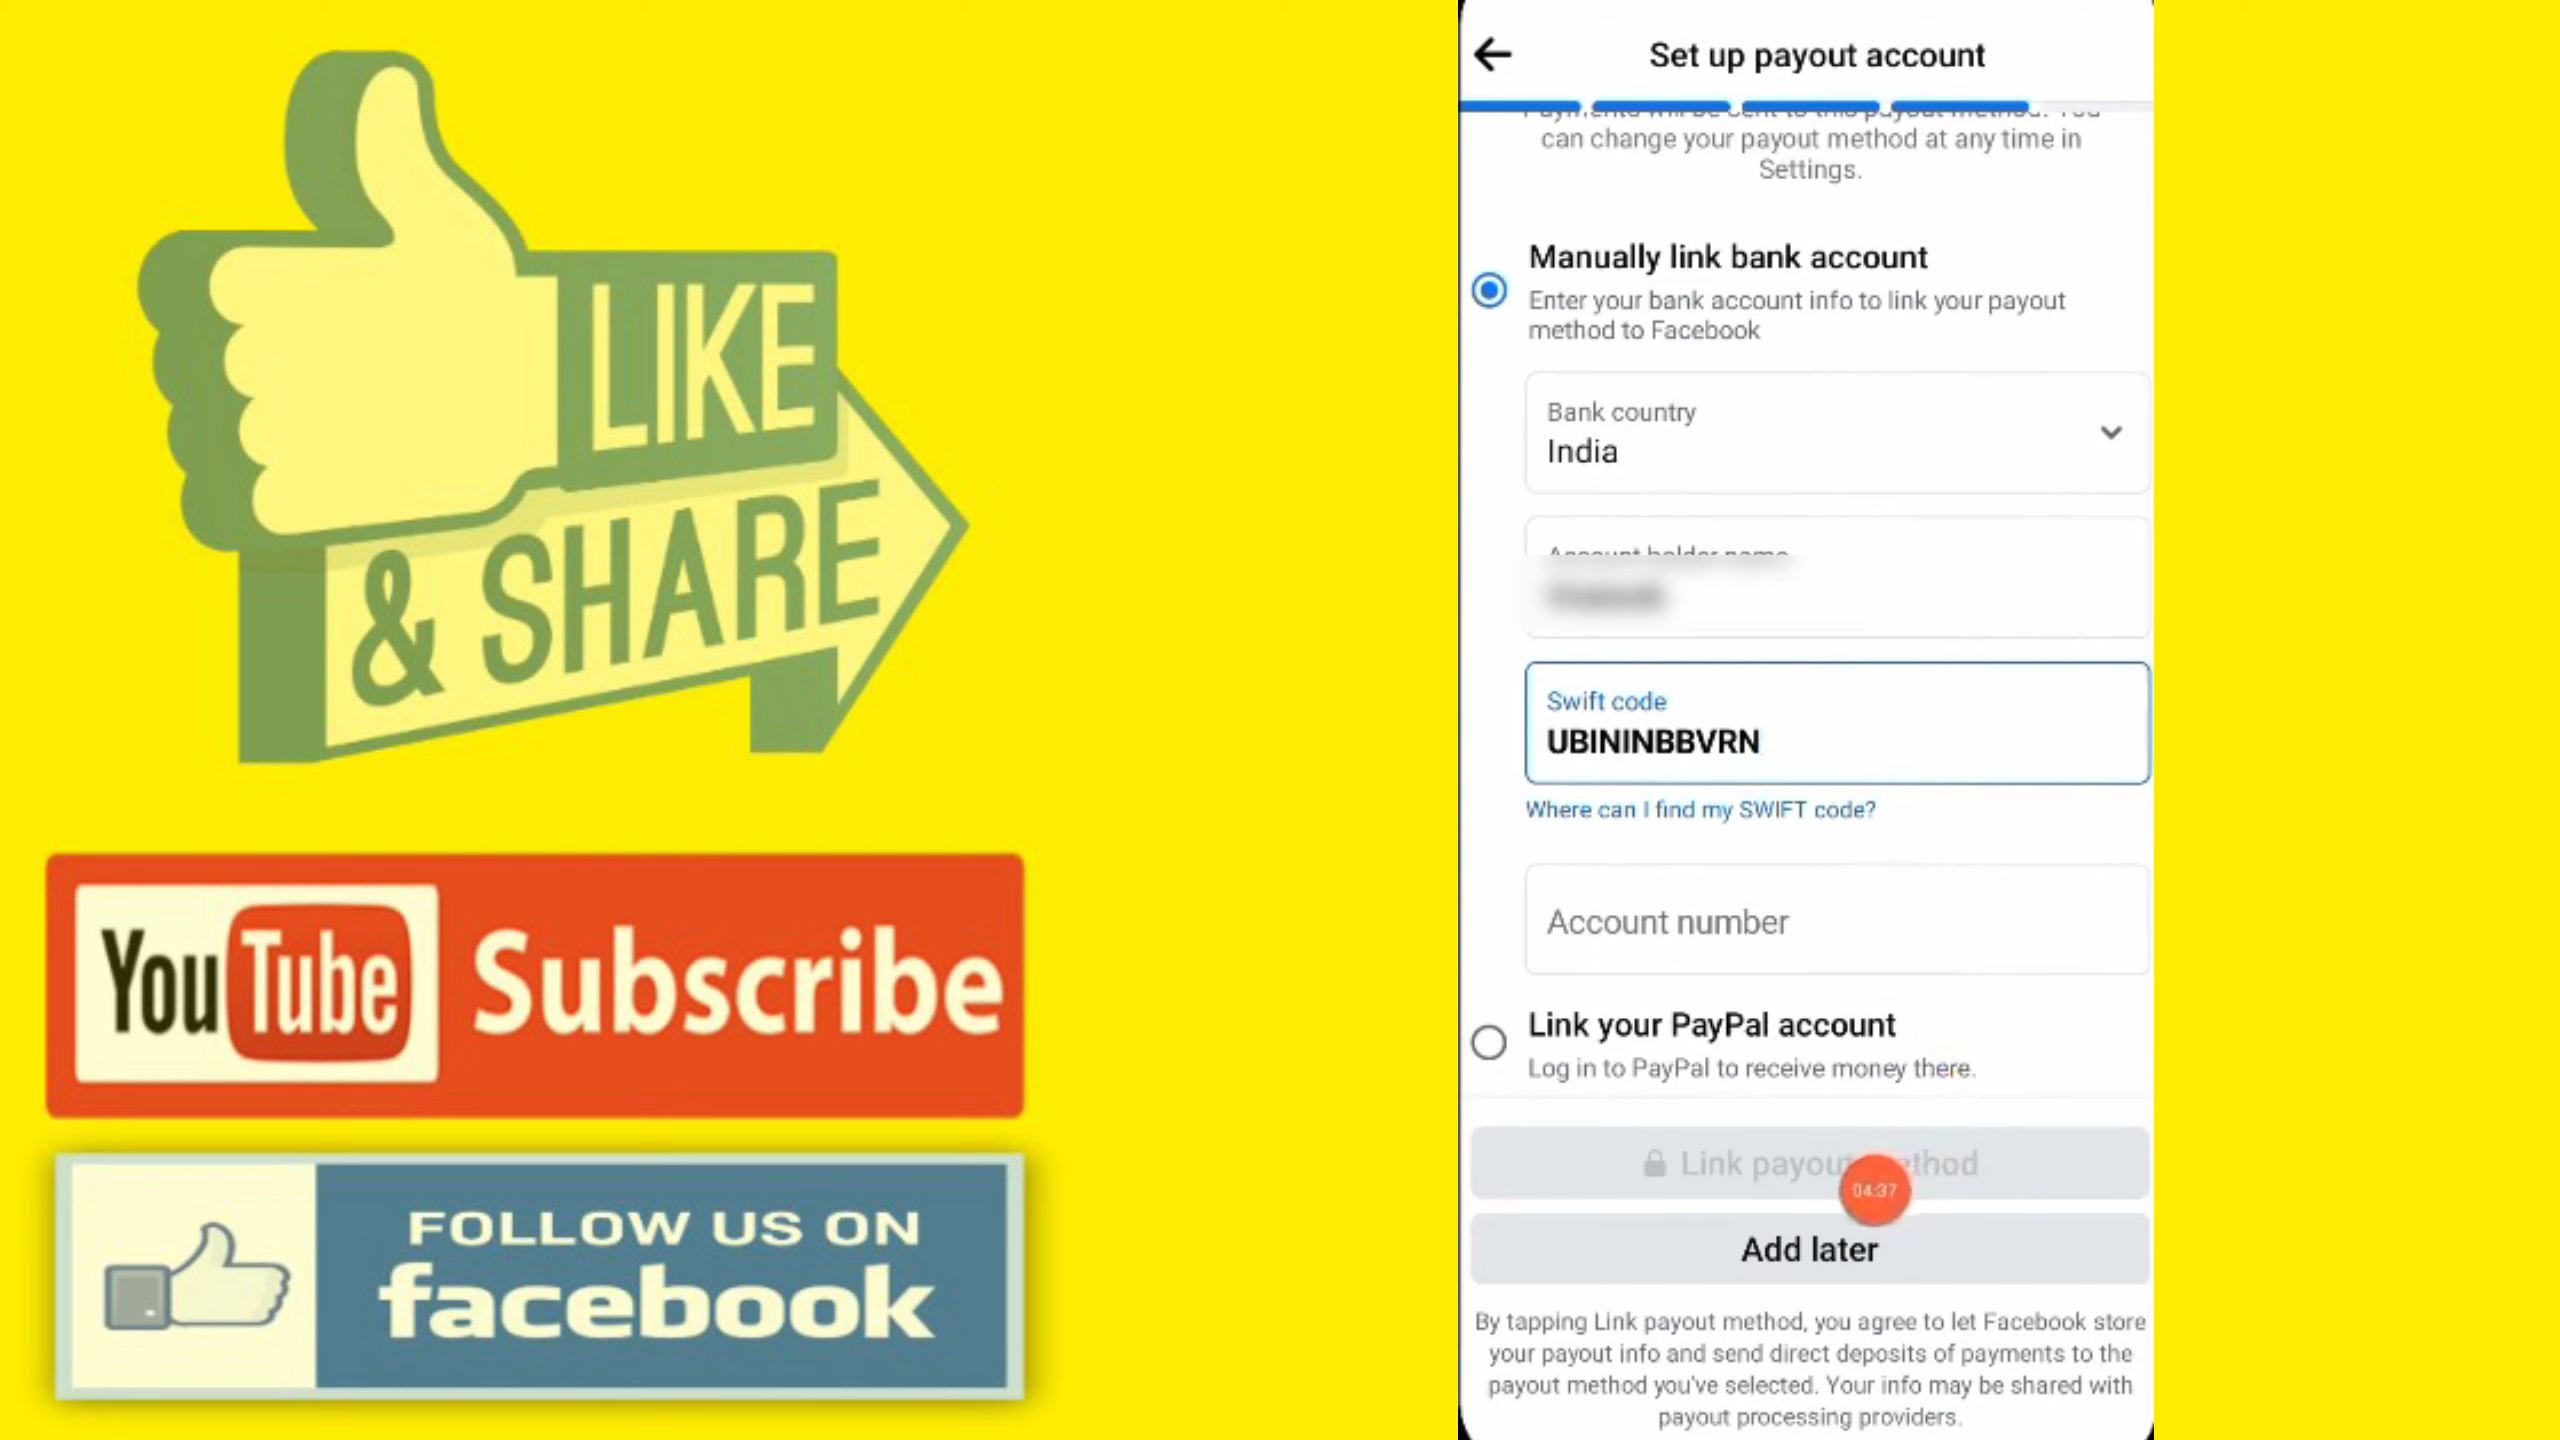 LIKE
& SHARE
YouTube Subscribe
FOLLOW US ON
facebook
Set up payout account
Payments will be sent to this payout method. You
can change your payout method at any time in
Settings.
Manually link bank account
Enter your bank account info to link your payout
method to Facebook
Bank country
India
Account holder name
Swift code
UBININBBVRN
Where can I find my SWIFT code?
Account number
Link your PayPal account
Log in to PayPal to receive money there.
Link payout method
04:37
Add later
By tapping Link payout method, you agree to let Facebook store
your payout info and send direct deposits of payments to the
payout method you've selected. Your info may be shared with
payout processing providers.